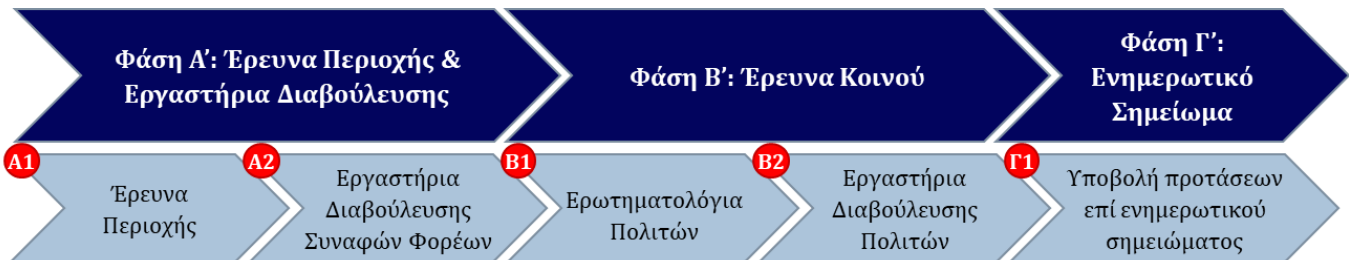 Φάση Α’: Έρευνα Περιοχής &
Εργαστήρια Διαβούλευσης
Φάση Β’: Έρευνα Κοινού
Φάση Γ’:
Ενημερωτικό
Σημείωμα
Α1
Έρευνα
Περιοχής
Α2
Εργαστήρια
Διαβούλευσης
Συναφών Φορέων
Β1
Ερωτηματολόγια
Πολιτών
Β2
Εργαστήρια
Διαβούλευσης
Πολιτών
Γ1
Υποβολή προτάσεων
επί ενημερωτικού
σημειώματος